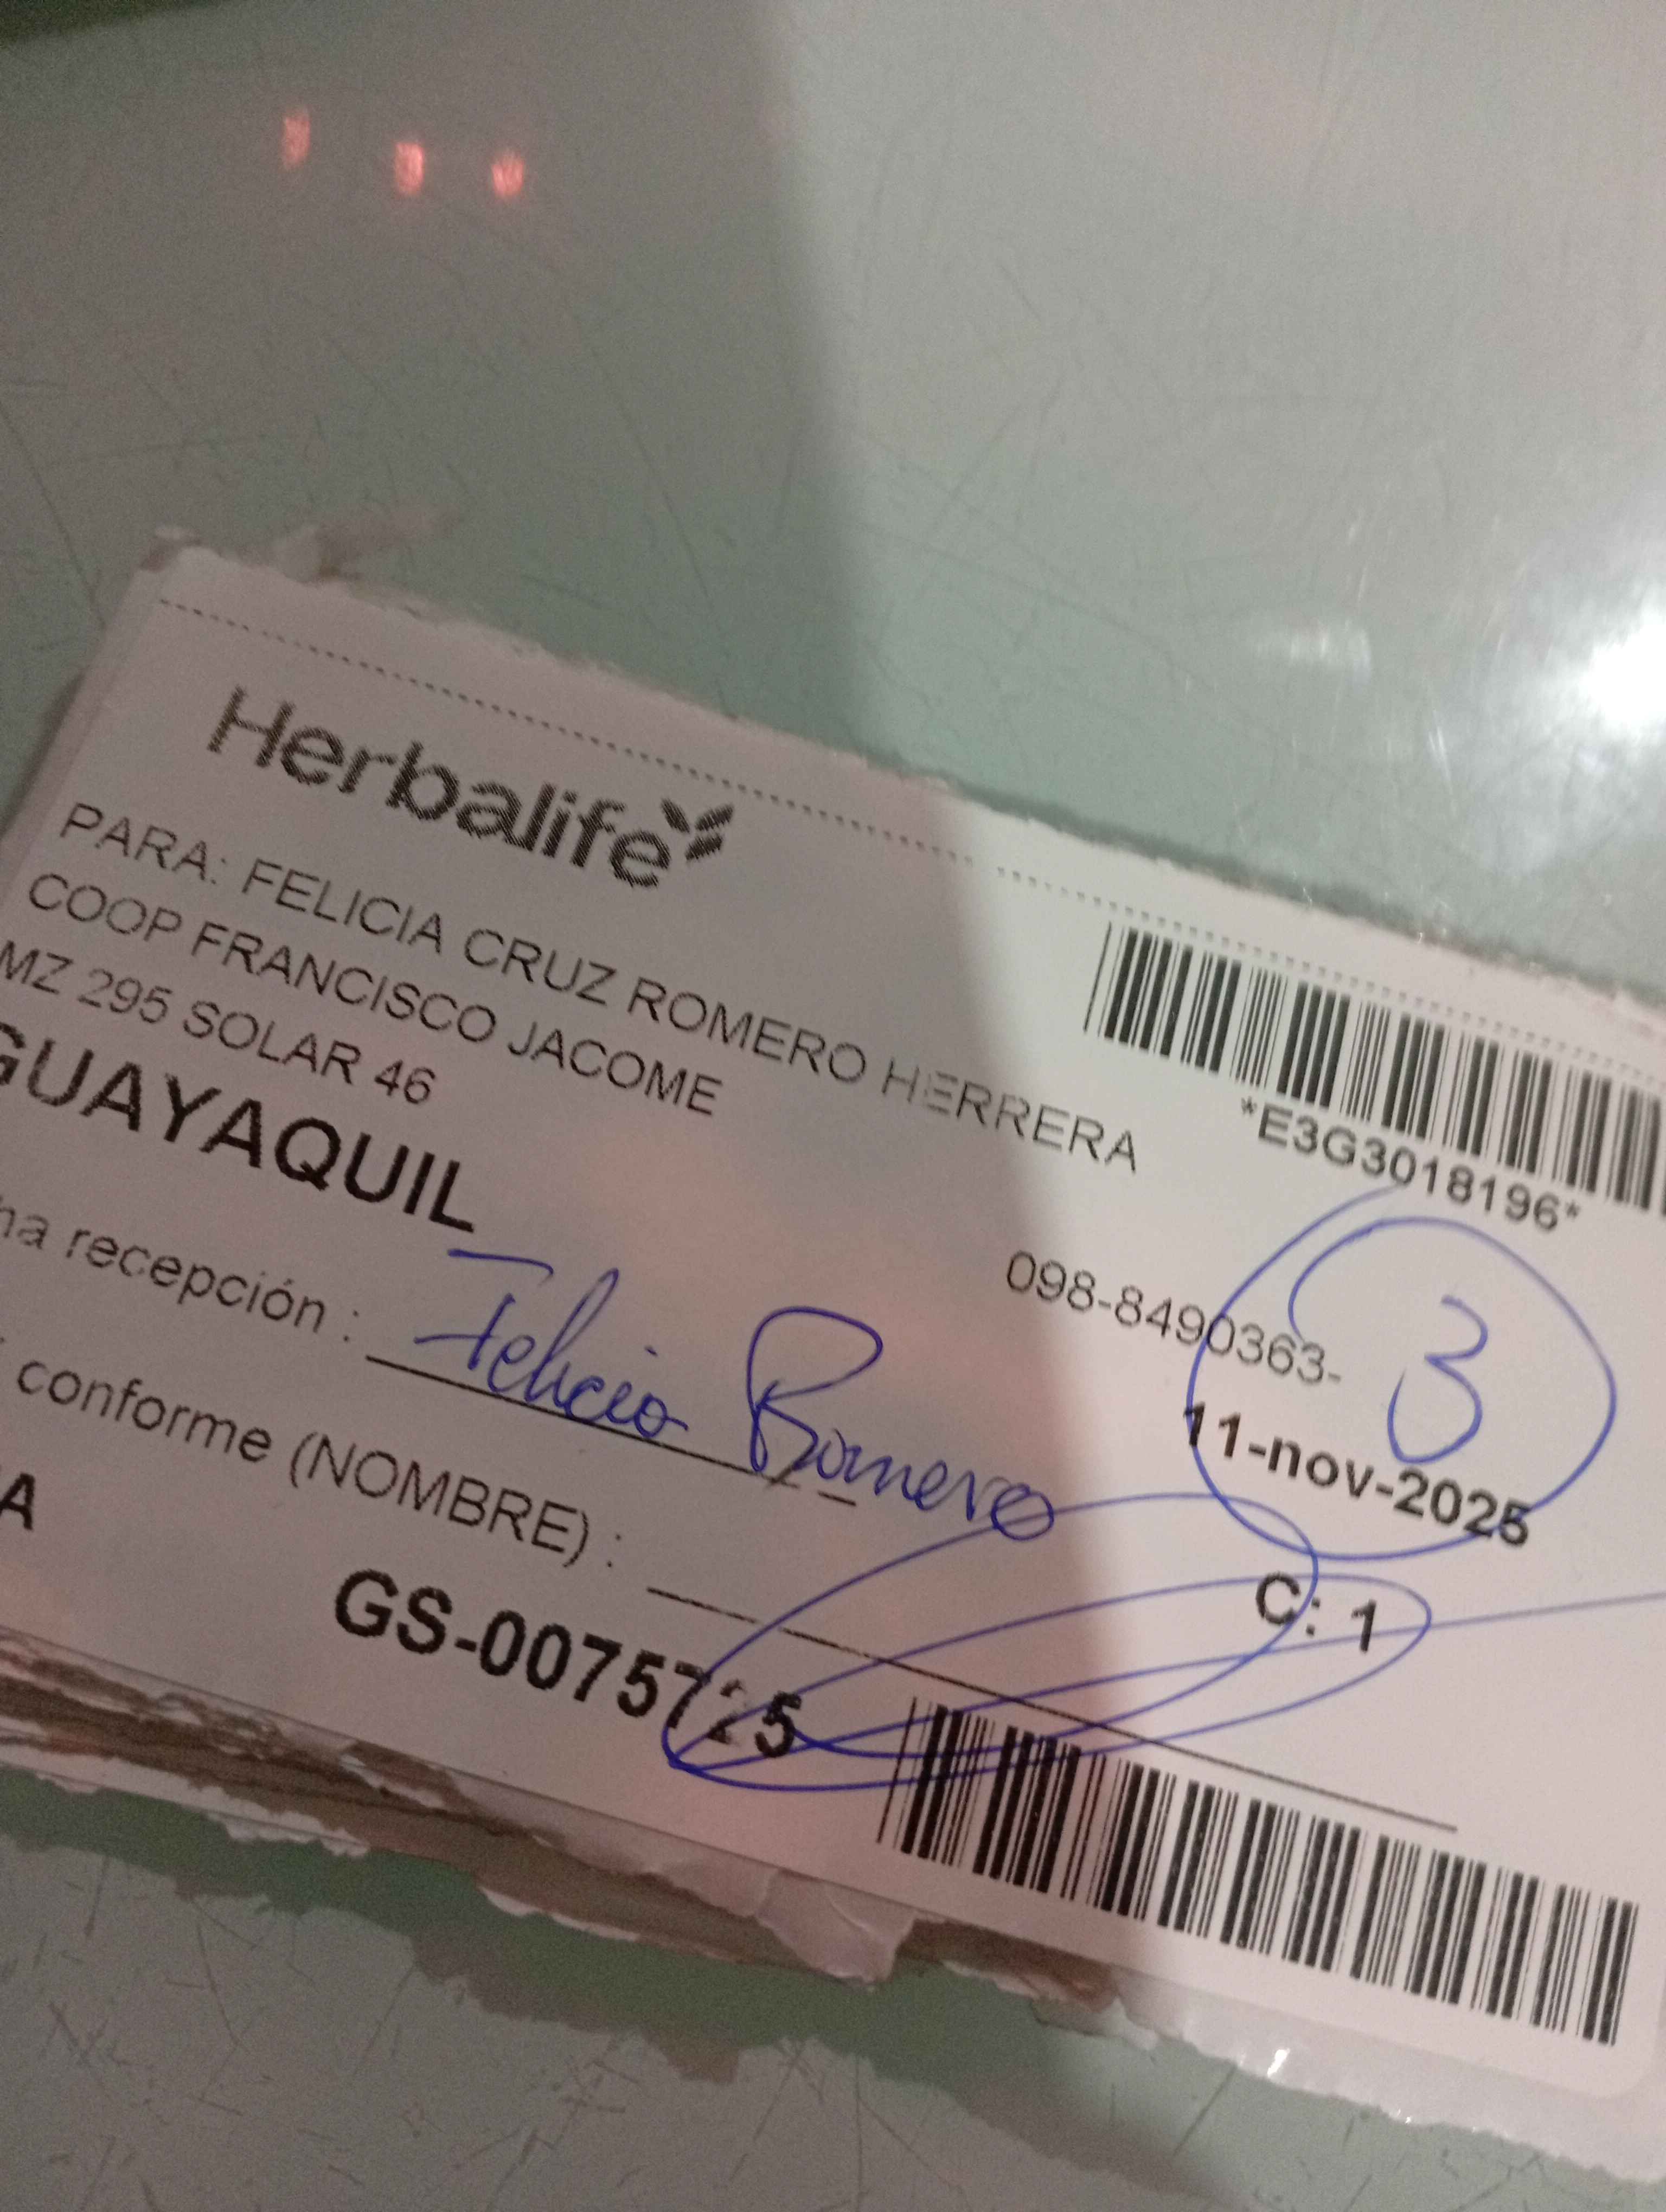 Herbalife
PARA: FELICIA CRUZ ROMERO HERRERA
COOP FRANCISCO JACOME
MZ 295 SOLAR 46
GUAYAQUIL
*E3G3018196*
098-8490363-
3
11-nov-2025
C: 1
recepción : Felicia Romero
conforme (NOMBRE) :
GS-0075725